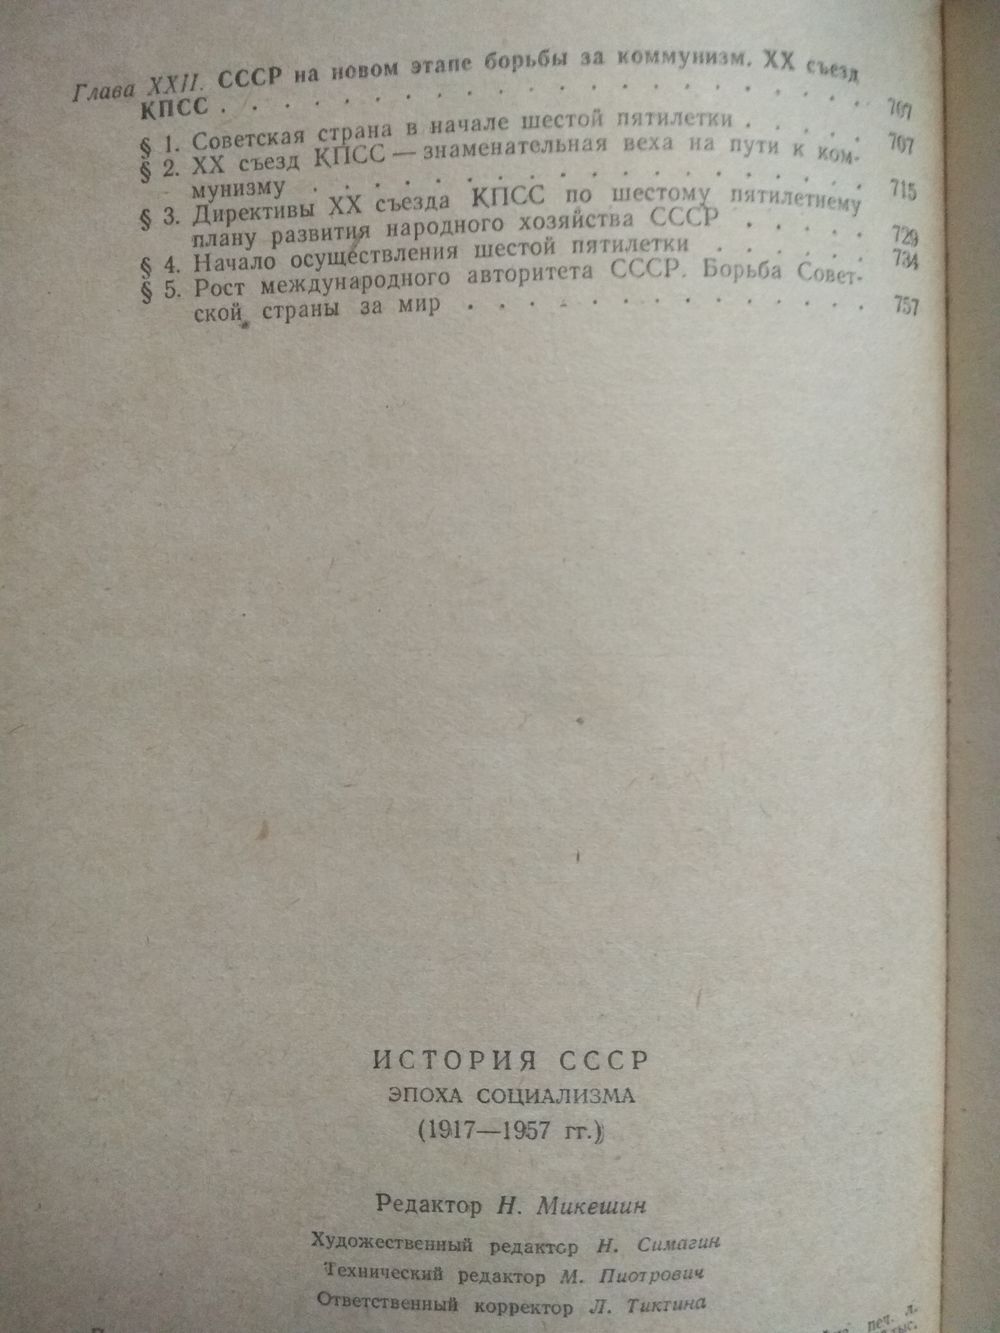 Глава XXII. СССР на новом этапе борьбы за коммунизм. XX съезд
КПСС . . . . . . . . . . . . . . . . . . . 707
§ 1. Советская страна в начале шестой пятилетки . . . . . 707
§ 2. XX съезд КПСС — знаменательная веха на пути к ком-
мунизму . . . . . . . . . . . . . . . . . . 715
§ 3. Директивы XX съезда КПСС по шестому пятилетнему
плану развития народного хозяйства СССР . . . . . 729
§ 4. Начало осуществления шестой пятилетки . . . . . . 734
§ 5. Рост международного авторитета СССР. Борьба Совет-
ской страны за мир . . . . . . . . . . . . . . 757
ИСТОРИЯ СССР
ЭПОХА СОЦИАЛИЗМА
(1917—1957 гг.)
Редактор Н. Микешин
Художественный редактор Н. Симагин
Технический редактор М. Пиотрович
Ответственный корректор Л. Тиктина
печ. л.